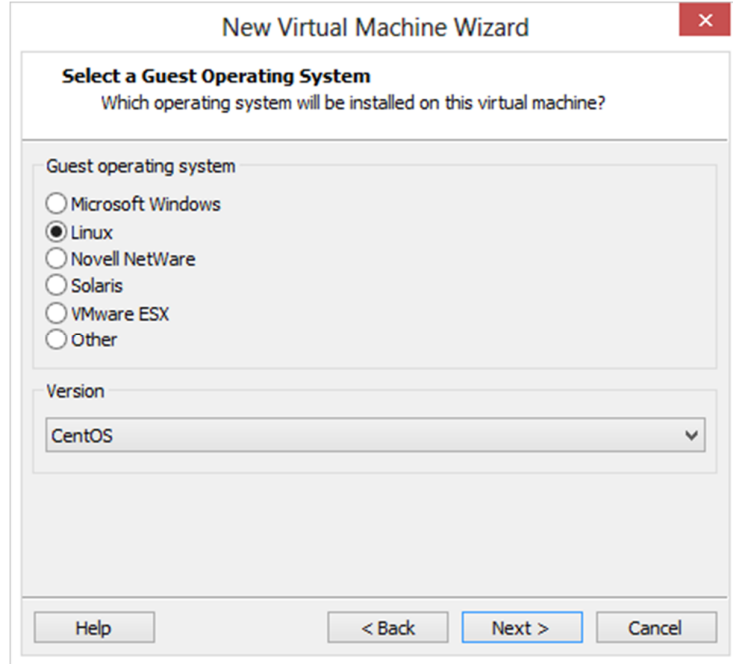 New Virtual Machine Wizard
Select a Guest Operating System
Which operating system will be installed on this virtual machine?
Guest operating system
Microsoft Windows
Linux
Novell NetWare
Solaris
VMware ESX
Other
Version
CentOS
Help
< Back
Next >
Cancel